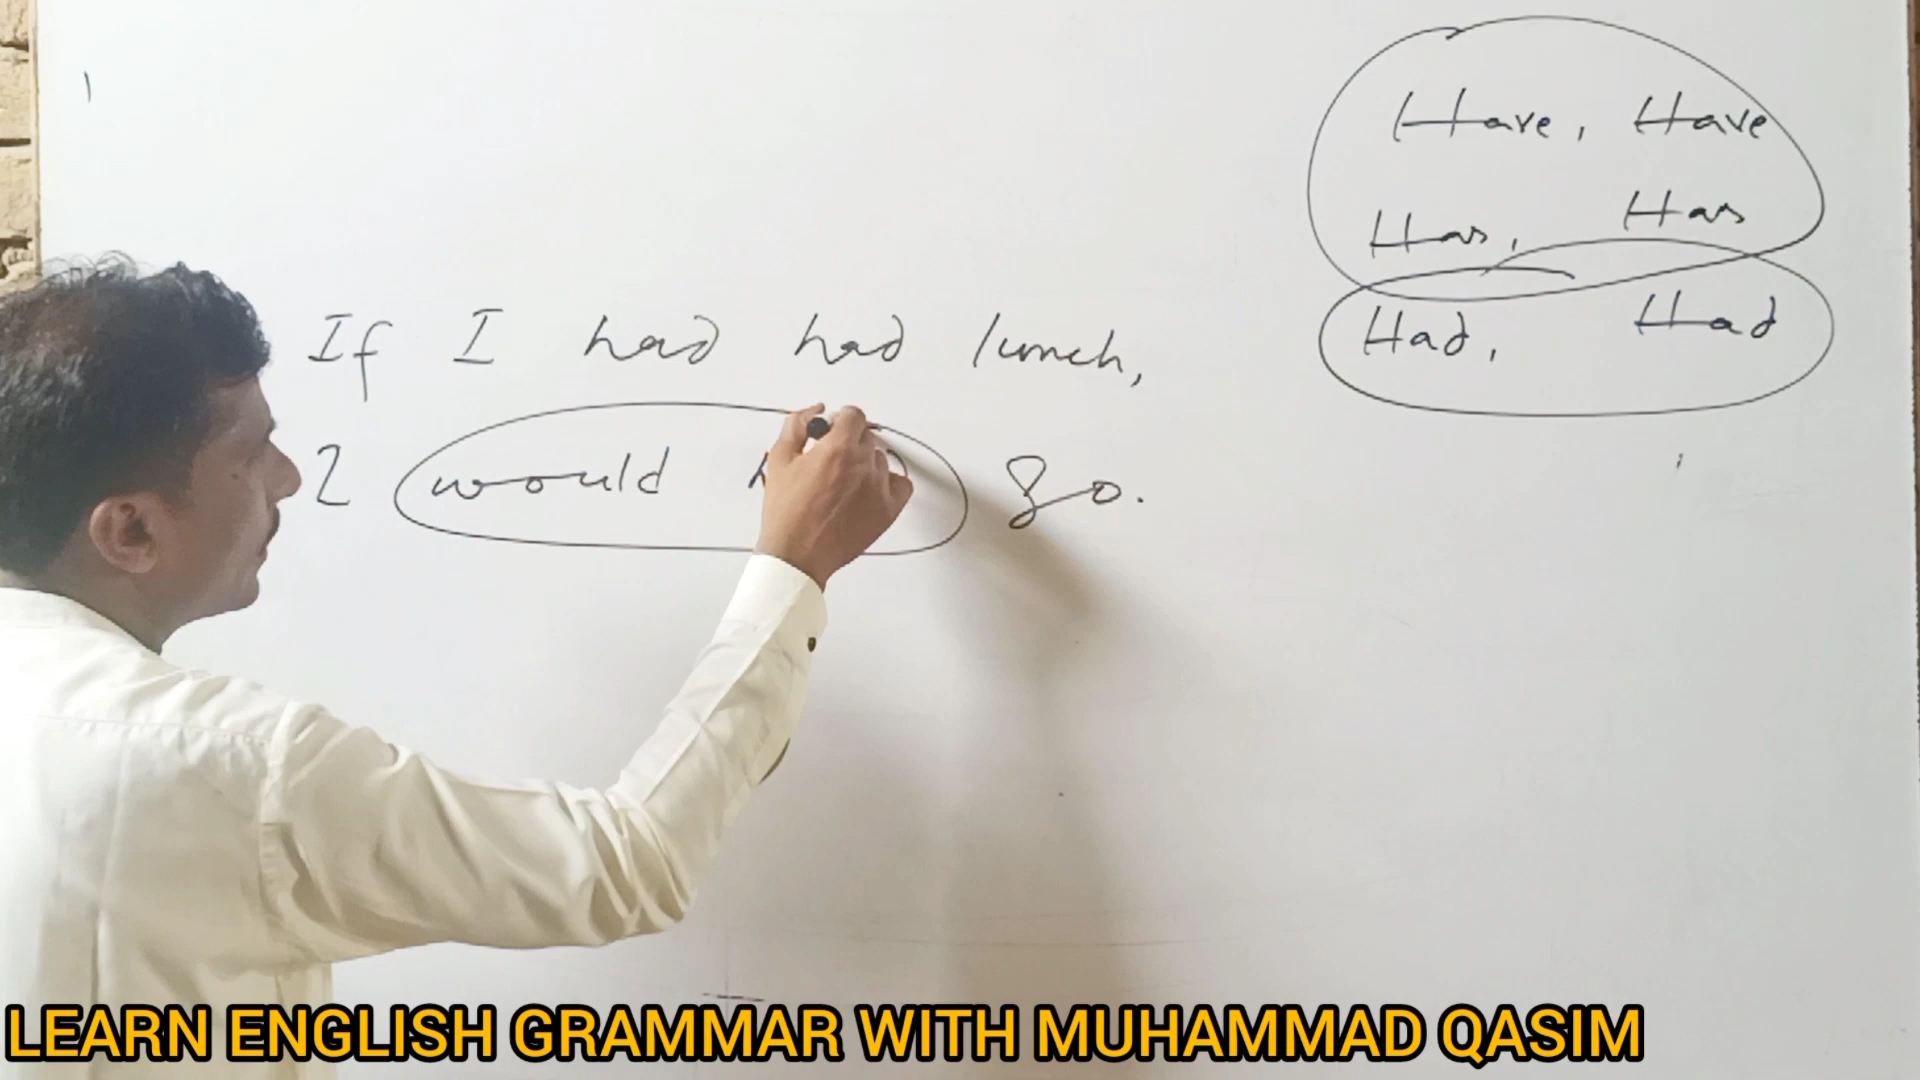 Have, Have
Has, Has
If I had had lunch,
Had, Had
I would go.
LEARN ENGLISH GRAMMAR WITH MUHAMMAD QASIM